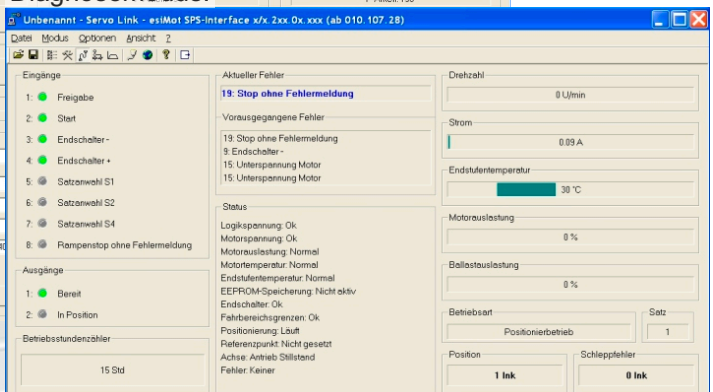 Diagnosemodul
Unbenannt - Servo Link - esiMot SPS-Interface x/x. 2xx. 0x. xxx (ab 010. 107. 28)
Datei Modus Optionen Ansicht ?
Eingänge
1: Freigabe
2: Start
3: Endschalter -
4: Endschalter +
5: Satzanwahl S1
6: Satzanwahl S2
7: Satzanwahl S4
8: Rampenstop ohne Fehlermeldung
Ausgänge
1: Bereit
2: In Position
Betriebsstundenzähler
15 Std
Aktueller Fehler
19: Stop ohne Fehlermeldung
Vorausgegangene Fehler
19: Stop ohne Fehlermeldung
9: Endschalter -
15: Unterspannung Motor
15: Unterspannung Motor
Status
Logikspannung: Ok
Motorspannung: Ok
Motorauslastung: Normal
Motortemperatur: Normal
Endstufentemperatur: Normal
EEPROM-Speicherung: Nicht aktiv
Endschalter: Ok
Fahrbereichsgrenzen: Ok
Positionierung: Läuft
Referenzpunkt: Nicht gesetzt
Achse: Antrieb Stillstand
Fehler: Keiner
Drehzahl
0 U/min
Strom
0.09 A
Endstufentemperatur
30 °C
Motorauslastung
0 %
Ballastauslastung
0 %
Betriebsart
Positionierbetrieb
Satz
1
Position
1 Ink
Schleppfehler
0 Ink